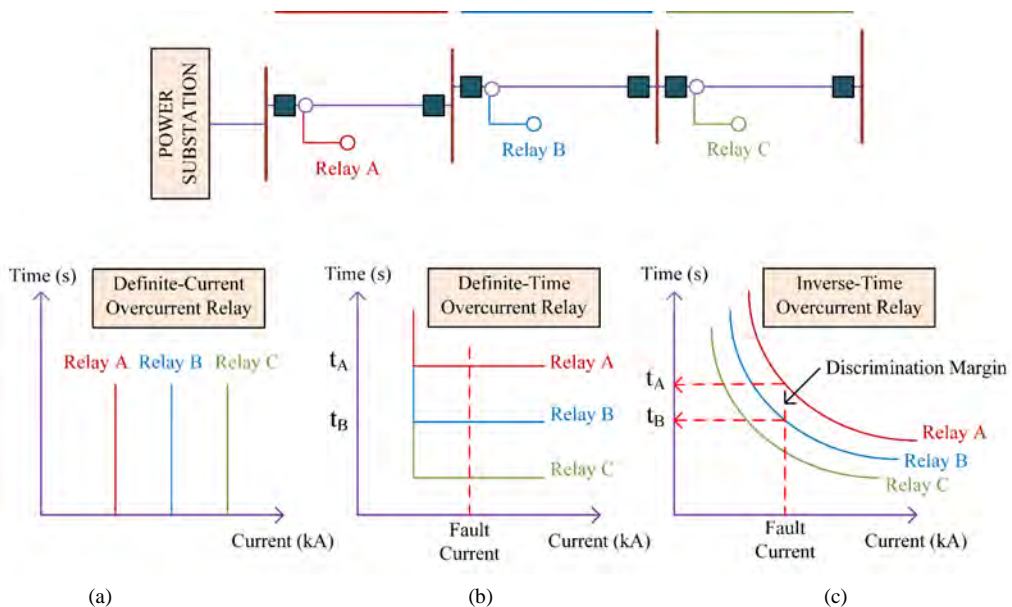 POWER
SUBSTATION
Relay A
Relay B
Relay C
Time (s)
Definite-Current
Overcurrent Relay
Relay A
Relay B
Relay C
Current (kA)
(a)
Time (s)
Definite-Time
Overcurrent Relay
tA
Relay A
tB
Relay B
Relay C
Fault
Current
Current (kA)
(b)
Time (s)
Inverse-Time
Overcurrent Relay
Discrimination Margin
tA
tB
Relay A
Relay B
Relay C
Fault
Current
Current (kA)
(c)